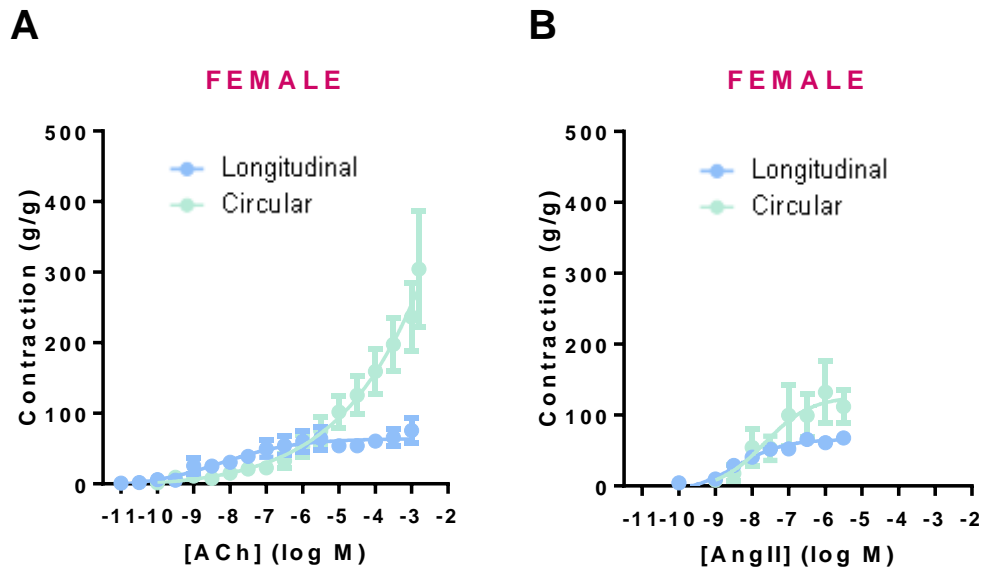 A
FEMALE
500
400
300
200
100
0
Contraction (g/g)
Longitudinal
Circular
-11 -10 -9 -8 -7 -6 -5 -4 -3 -2
[ACh] (log M)
B
FEMALE
500
400
300
200
100
0
Contraction (g/g)
Longitudinal
Circular
-11 -10 -9 -8 -7 -6 -5 -4 -3 -2
[AngII] (log M)